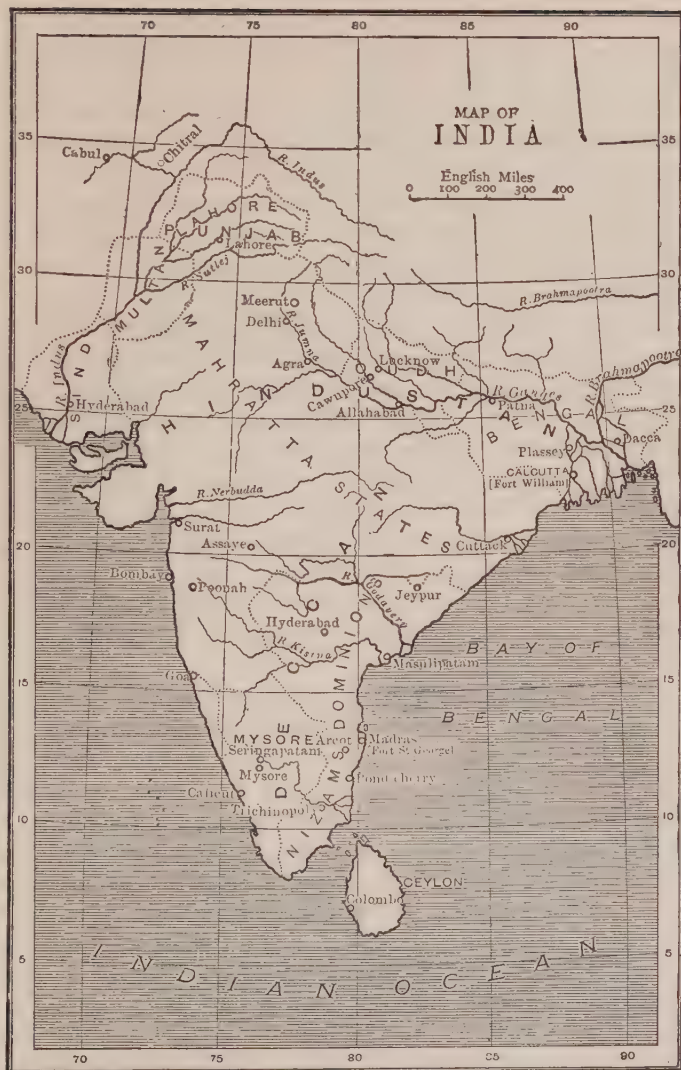 70
75
80
85
90
MAP OF
INDIA
English Miles
0 100 200 300 400
35
35
Cabul
Chitral
R. Indus
LAHORE
PUNJAB
Lahore
MULTAN
R. Sutlej
30
30
R. Brahmapootra
Meerut
Delhi
R. Jumna
MAHRATTA STATES
SIND
R. Indus
Hyderabad
Agra
Lucknow
OUDH
Cawnpore
Allahabad
HINDUSTAN
R. Ganges
Patna
R. Brahmapootra
BENGAL
25
25
Dacca
Plassey
CALCUTTA
[Fort William]
R. Nerbudda
Surat
Assaye
Cuttack
20
20
Bombay
Poonah
R. Godavery
Jeypur
Hyderabad
R. Kistna
Masulipatam
BAY OF
BENGAL
Goa
DECCAN
NIZAMS DOMINION
15
15
MYSORE
Arcot
Madras
Fort St George]
Seringapatam
Mysore
Pondicherry
Calicut
Trichinopoly
10
10
CEYLON
Colombo
5
5
INDIAN OCEAN
70
75
80
85
90